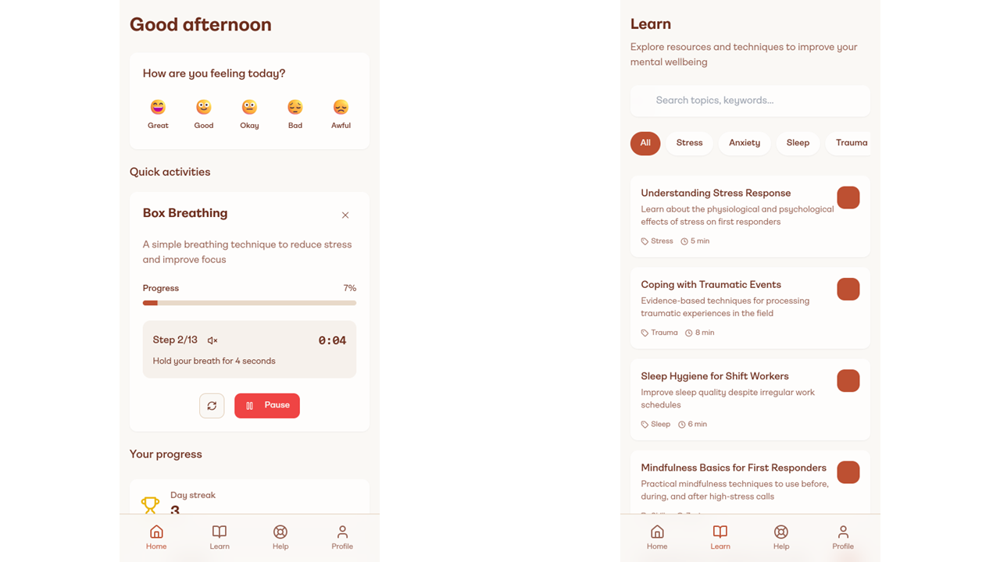 Good afternoon
How are you feeling today?
Great
Good
Okay
Bad
Awful
Quick activities
Box Breathing
A simple breathing technique to reduce stress
and improve focus
Progress
7%
Step 2/13
0:04
Hold your breath for 4 seconds
Pause
Your progress
Day streak
3
Home
Learn
Help
Profile
Learn
Explore resources and techniques to improve your
mental wellbeing
Search topics, keywords...
All
Stress
Anxiety
Sleep
Trauma
Understanding Stress Response
Learn about the physiological and psychological
effects of stress on first responders
Stress
5 min
Coping with Traumatic Events
Evidence-based techniques for processing
traumatic experiences in the field
Trauma
8 min
Sleep Hygiene for Shift Workers
Improve sleep quality despite irregular work
schedules
Sleep
6 min
Mindfulness Basics for First Responders
Practical mindfulness techniques to use before,
during, and after high-stress calls
Home
Learn
Help
Profile